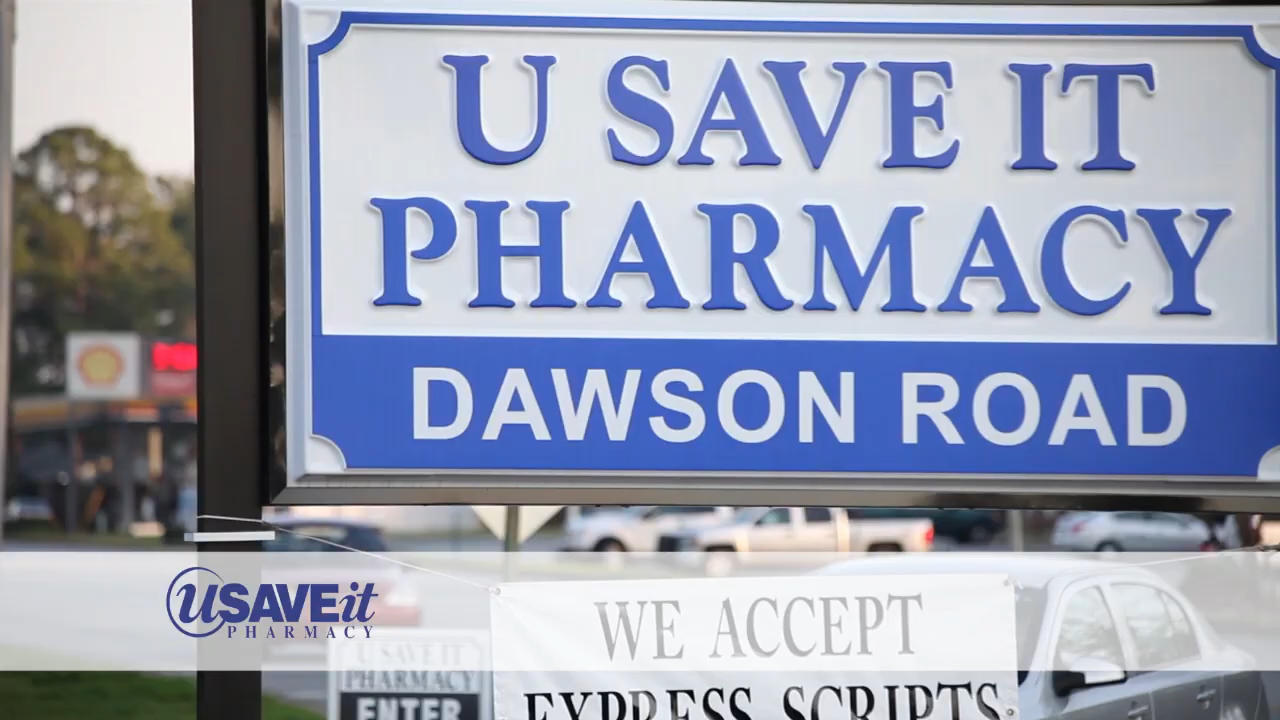 U SAVE IT
PHARMACY
DAWSON ROAD
USAVEit
PHARMACY
WE ACCEPT
EXPRESS SCRIPTS
U SAVE IT
PHARMACY
ENTER